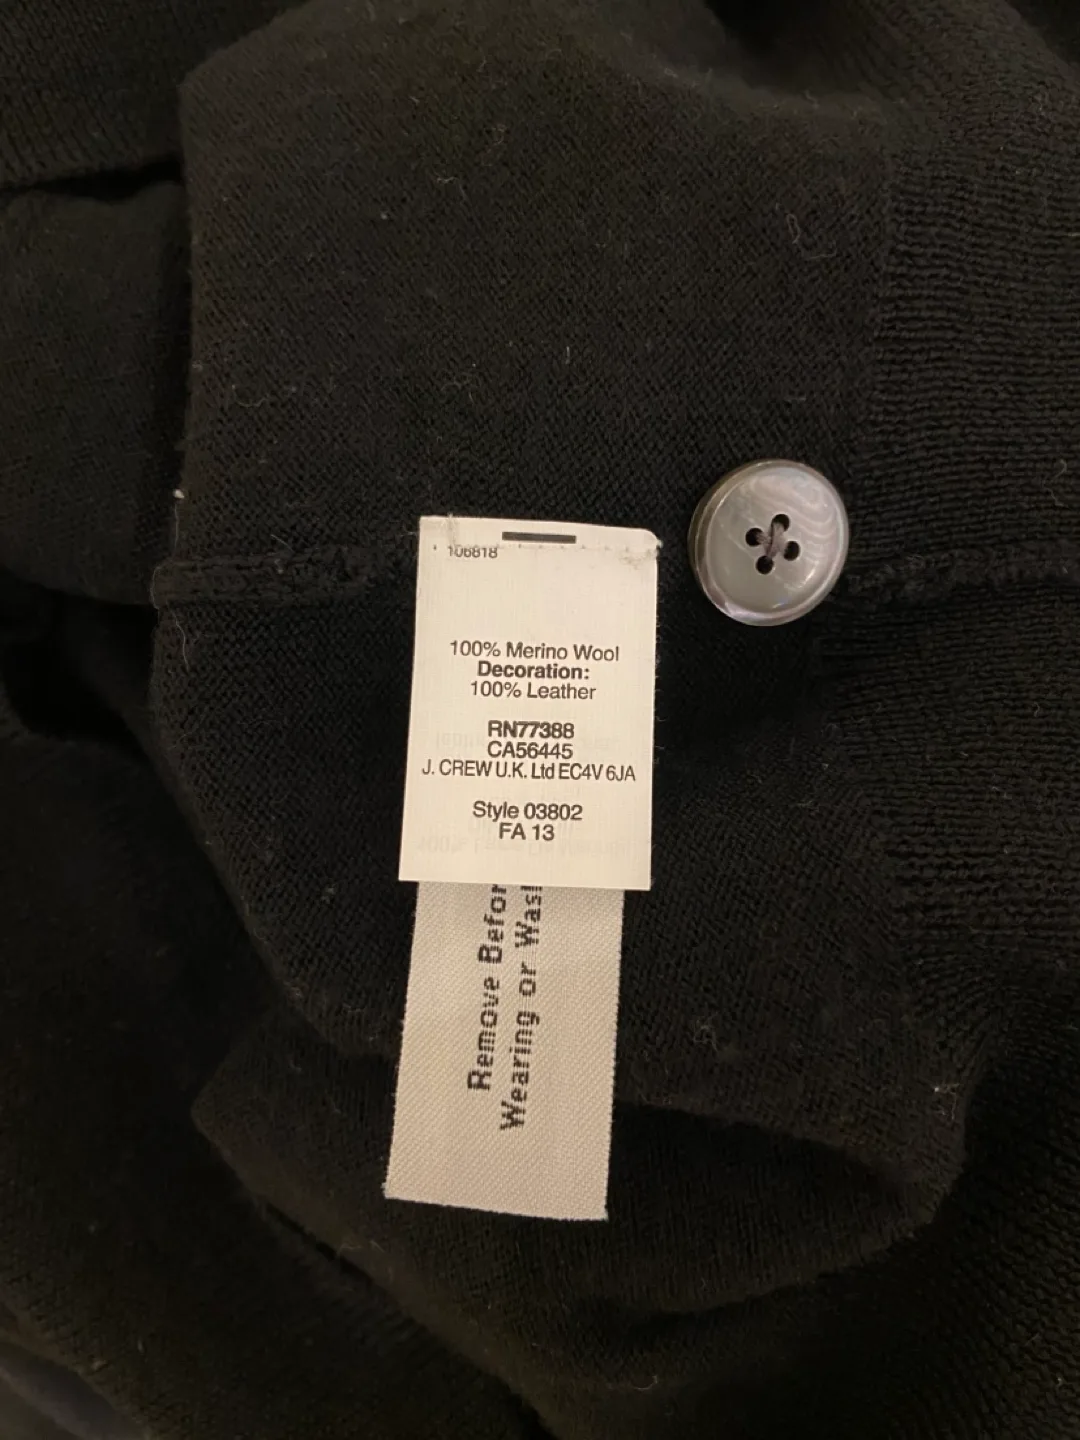 106818
100% Merino Wool
Decoration:
100% Leather
RN77388
CA56445
J. CREW U.K. Ltd EC4V 6JA
Style 03802
FA 13
Remove Befor
Wearing or Was